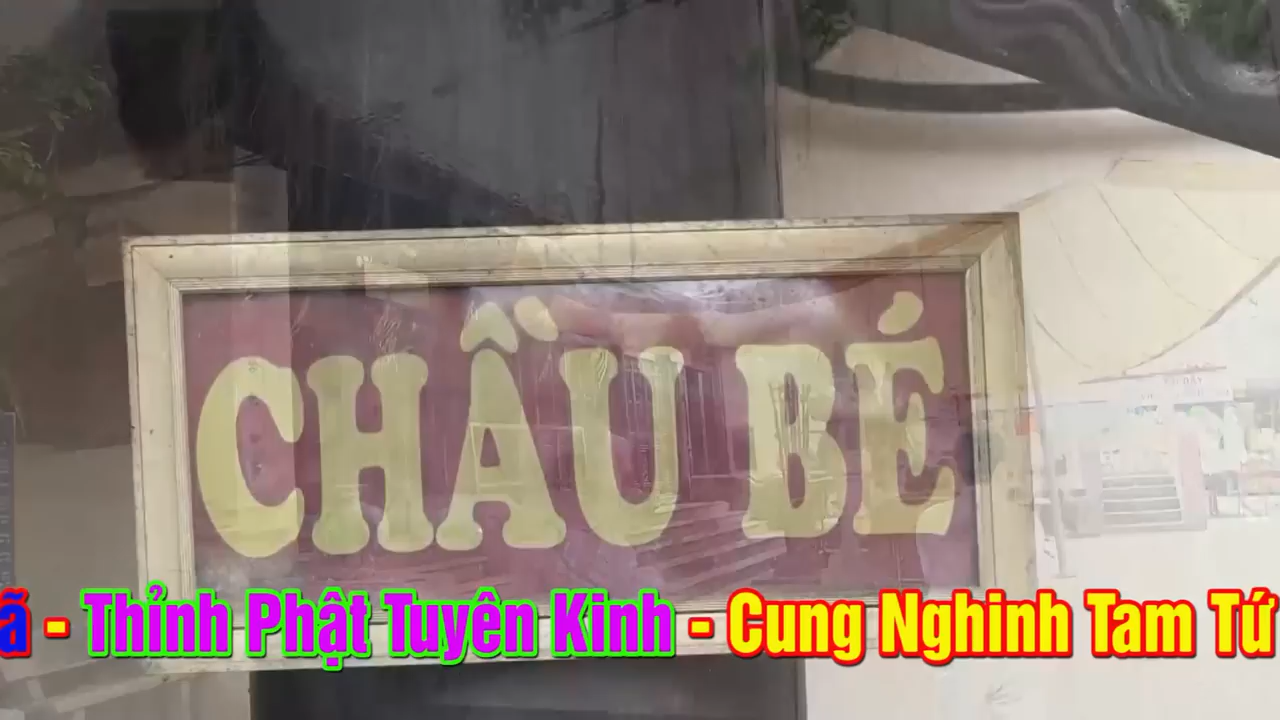 CHẦU BÉ
ã - Thỉnh Phật Tuyên Kinh - Cung Nghinh Tam Tứ